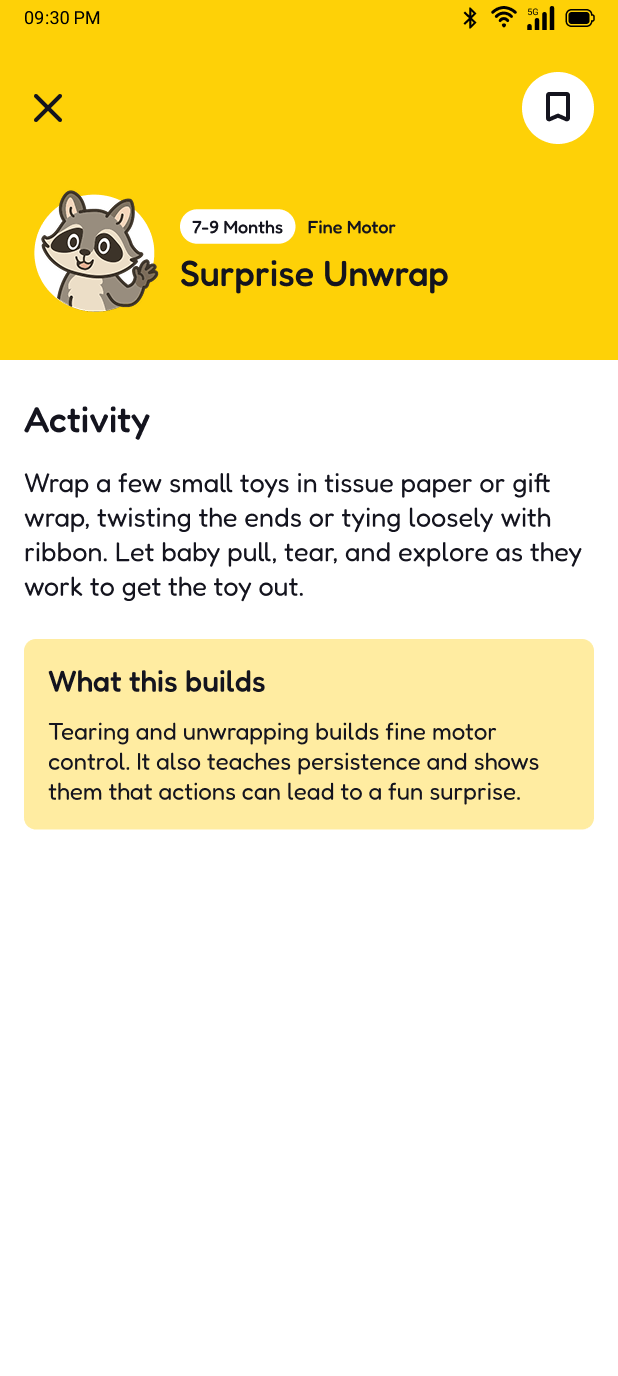 09:30 PM
5G
7-9 Months
Fine Motor
Surprise Unwrap
Activity
Wrap a few small toys in tissue paper or gift
wrap, twisting the ends or tying loosely with
ribbon. Let baby pull, tear, and explore as they
work to get the toy out.
What this builds
Tearing and unwrapping builds fine motor
control. It also teaches persistence and shows
them that actions can lead to a fun surprise.